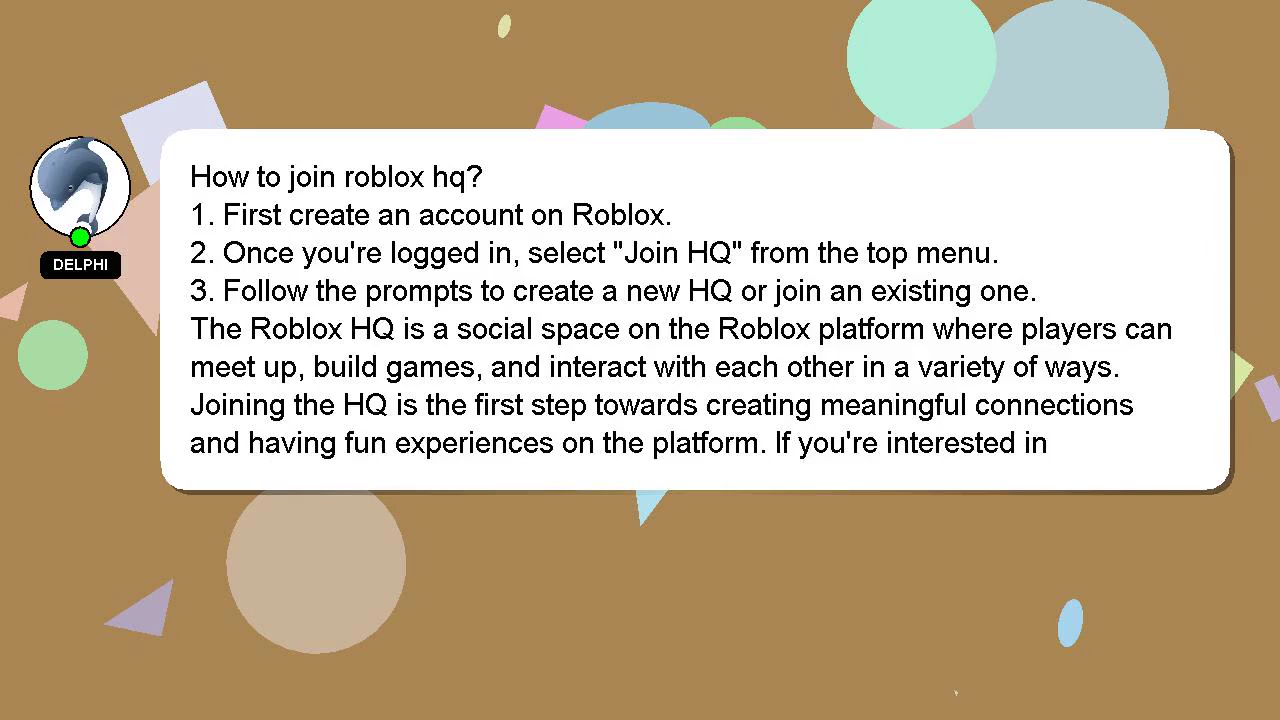 How to join roblox hq?
1. First create an account on Roblox.
2. Once you're logged in, select "Join HQ" from the top menu.
3. Follow the prompts to create a new HQ or join an existing one.
The Roblox HQ is a social space on the Roblox platform where players can
meet up, build games, and interact with each other in a variety of ways.
Joining the HQ is the first step towards creating meaningful connections
and having fun experiences on the platform. If you're interested in
DELPHI